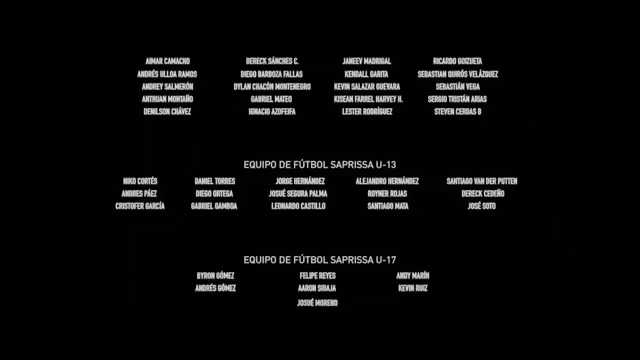 AIMAR CAMACHO DERECK SÁNCHES C. JANEEV MADRIGAL RICARDO GOIZUETA
ANDRÉS ULLOA RAMOS DIEGO BARBOZA FALLAS KENDALL GARITA SEBASTIAN QUIRÓS VELÁZQUEZ
ANDREY SALMERÓN DYLAN CHACÓN MONTENEGRO KEVIN SALAZAR GUEVARA SEBASTIÁN VEGA
ANTHUAN MONTAÑO GABRIEL MATEO KISEAN FARREL HARVEY H. SERGIO TRISTÁN ARIAS
DENILSON CHÁVEZ IGNACIO AZOFEIFA LESTER RODRÍGUEZ STEVEN CERDAS D
EQUIPO DE FÚTBOL SAPRISSA U-13
NIKO CORTÉS DANIEL TORRES JORGE HERNÁNDEZ ALEJANDRO HERNÁNDEZ SANTIAGO VAN DER PUTTEN
ANDRES PÁEZ DIEGO ORTEGA JOSUÉ SEGURA PALMA ROYNER ROJAS DERECK CEDEÑO
CRISTOFER GARCÍA GABRIEL GAMBOA LEONARDO CASTILLO SANTIAGO MATA JOSÉ SOTO
EQUIPO DE FÚTBOL SAPRISSA U-17
BYRON GÓMEZ FELIPE REYES ANDY MARÍN
ANDRÉS GÓMEZ AARON SIBAJA KEVIN RUIZ
JOSUÉ MORENO